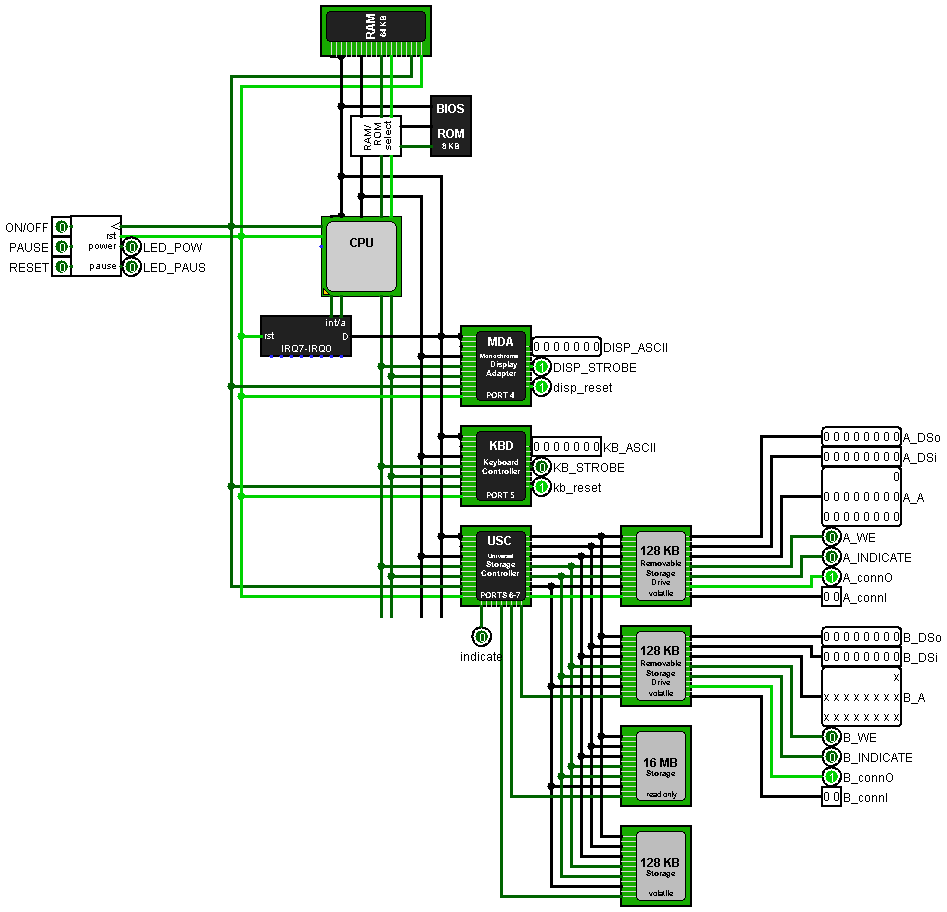 RAM
64 KB
BIOS
ROM
8 KB
RAM/
ROM
select
ON/OFF 0
PAUSE 0
RESET 0
rst
power 0 LED_POW
pause 0 LED_PAUS
CPU
int/a
rst D
IRQ7-IRQ0
MDA
Monochrome
Display
Adapter
PORT 4
0 0 0 0 0 0 0 DISP_ASCII
1 DISP_STROBE
1 disp_reset
KBD
Keyboard
Controller
PORT 5
0 0 0 0 0 0 0 KB_ASCII
0 KB_STROBE
1 kb_reset
USC
Universal
Storage
Controller
PORTS 6-7
0
indicate
128 KB
Removable
Storage
Drive
volatile
0 0 0 0 0 0 0 0 A_DSo
0 0 0 0 0 0 0 0 A_DSi
0
0 0 0 0 0 0 0 0 A_A
0 0 0 0 0 0 0 0
0 A_WE
0 A_INDICATE
1 A_connO
0 0 A_connI
128 KB
Removable
Storage
Drive
volatile
0 0 0 0 0 0 0 0 B_DSo
0 0 0 0 0 0 0 0 B_DSi
x
x x x x x x x x B_A
x x x x x x x x
0 B_WE
0 B_INDICATE
1 B_connO
0 0 B_connI
16 MB
Storage
read only
128 KB
Storage
volatile